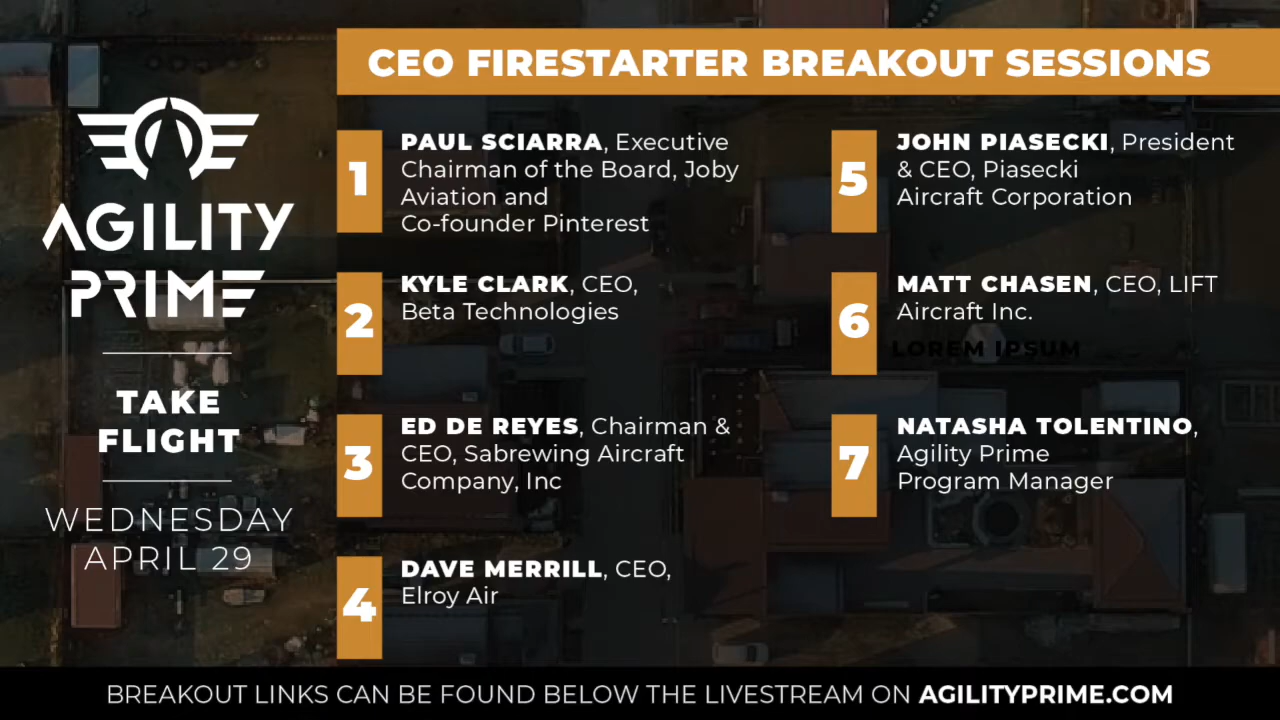 CEO FIRESTARTER BREAKOUT SESSIONS
AGILITY
PRIME
TAKE
FLIGHT
WEDNESDAY
APRIL 29
1
PAUL SCIARRA, Executive
Chairman of the Board, Joby
Aviation and
Co-founder Pinterest
2
KYLE CLARK, CEO,
Beta Technologies
3
ED DE REYES, Chairman &
CEO, Sabrewing Aircraft
Company, Inc
4
DAVE MERRILL, CEO,
Elroy Air
5
JOHN PIASECKI, President
& CEO, Piasecki
Aircraft Corporation
6
MATT CHASEN, CEO, LIFT
Aircraft Inc.
LOREM IPSUM
7
NATASHA TOLENTINO,
Agility Prime
Program Manager
BREAKOUT LINKS CAN BE FOUND BELOW THE LIVESTREAM ON AGILITYPRIME.COM